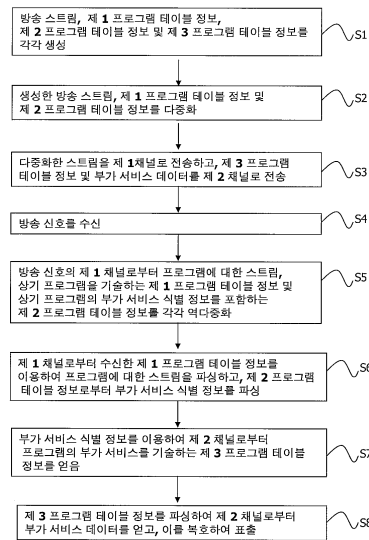 방송 스트림, 제 1 프로그램 테이블 정보,
제 2 프로그램 테이블 정보 및 제 3 프로그램 테이블 정보를
각각 생성
S1
생성한 방송 스트림, 제 1 프로그램 테이블 정보 및
제 2 프로그램 테이블 정보를 다중화
S2
다중화한 스트림을 제 1채널로 전송하고, 제 3 프로그램
테이블 정보 및 부가 서비스 데이터를 제 2 채널로 전송
S3
방송 신호를 수신
S4
방송 신호의 제 1 채널로부터 프로그램에 대한 스트림,
상기 프로그램을 기술하는 제 1 프로그램 테이블 정보 및
상기 프로그램의 부가 서비스 식별 정보를 포함하는
제 2 프로그램 테이블 정보를 각각 역다중화
S5
제 1 채널로부터 수신한 제 1 프로그램 테이블 정보를
이용하여 프로그램에 대한 스트림을 파싱하고, 제 2 프로그램
테이블 정보로부터 부가 서비스 식별 정보를 파싱
S6
부가 서비스 식별 정보를 이용하여 제 2 채널로부터
프로그램의 부가 서비스를 기술하는 제 3 프로그램 테이블
정보를 얻음
S7
제 3 프로그램 테이블 정보를 파싱하여 제 2 채널로부터
부가 서비스 데이터를 얻고, 이를 복호하여 표출
S8